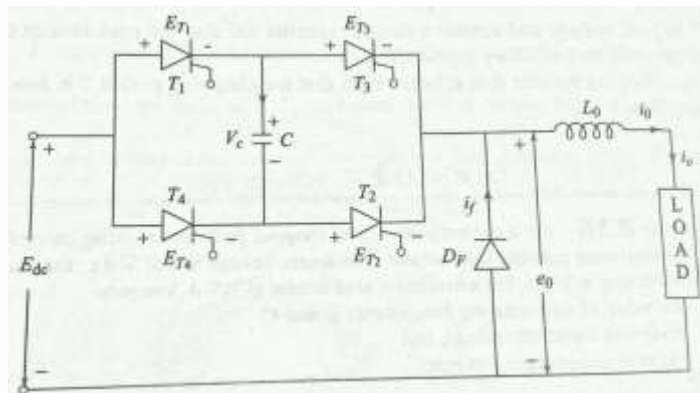 E_{T_1} E_{T_3}
+ - + -
T_1 T_3
L_0 i_0
+ + +
V_c C
i_o
-
T_4 T_2
i_f
L
O
A
D
+ - + -
E_{T_4} E_{T_2}
E_{dc} D_F e_0
- -